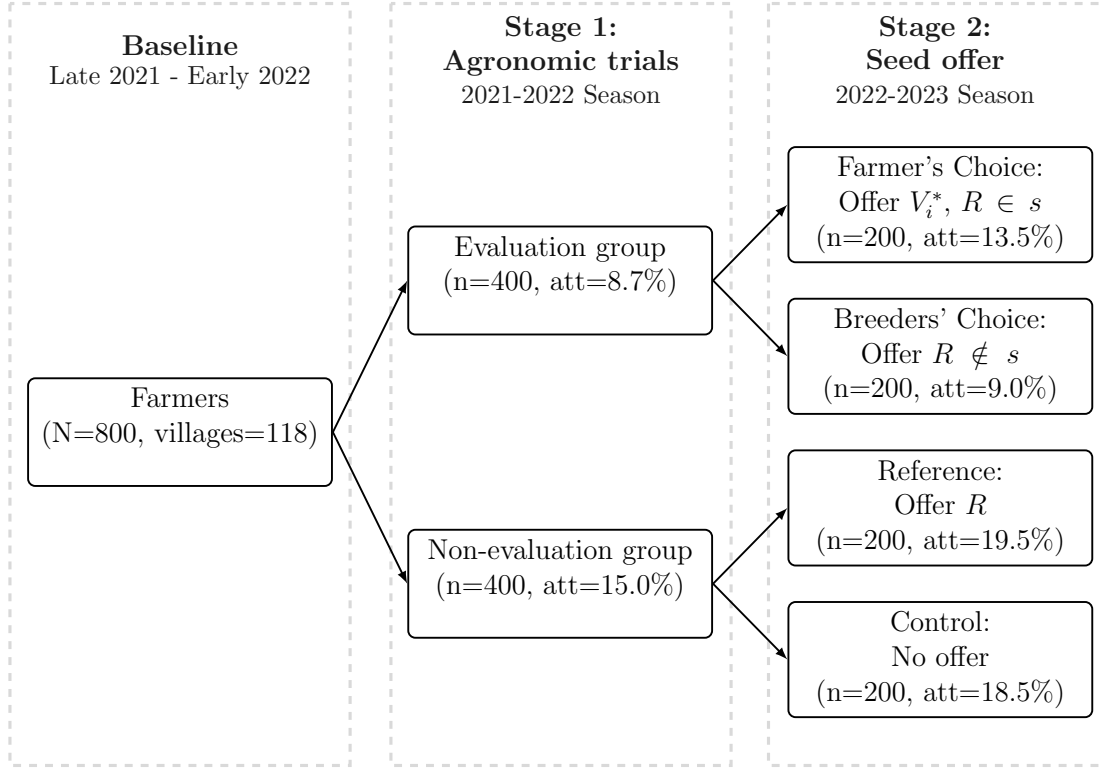 Baseline
Late 2021 - Early 2022
Farmers
(N=800, villages=118)
Stage 1:
Agronomic trials
2021-2022 Season
Evaluation group
(n=400, att=8.7%)
Non-evaluation group
(n=400, att=15.0%)
Stage 2:
Seed offer
2022-2023 Season
Farmer's Choice:
Offer V_i^*, R ∈ s
(n=200, att=13.5%)
Breeders' Choice:
Offer R ∉ s
(n=200, att=9.0%)
Reference:
Offer R
(n=200, att=19.5%)
Control:
No offer
(n=200, att=18.5%)